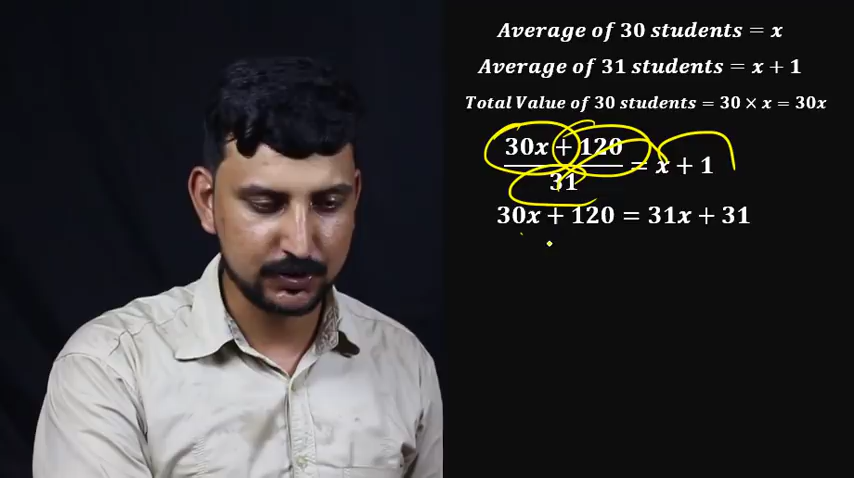 Average of 30 students = x
Average of 31 students = x + 1
Total Value of 30 students = 30 × x = 30x
30x + 120
31
= x + 1
30x + 120 = 31x + 31